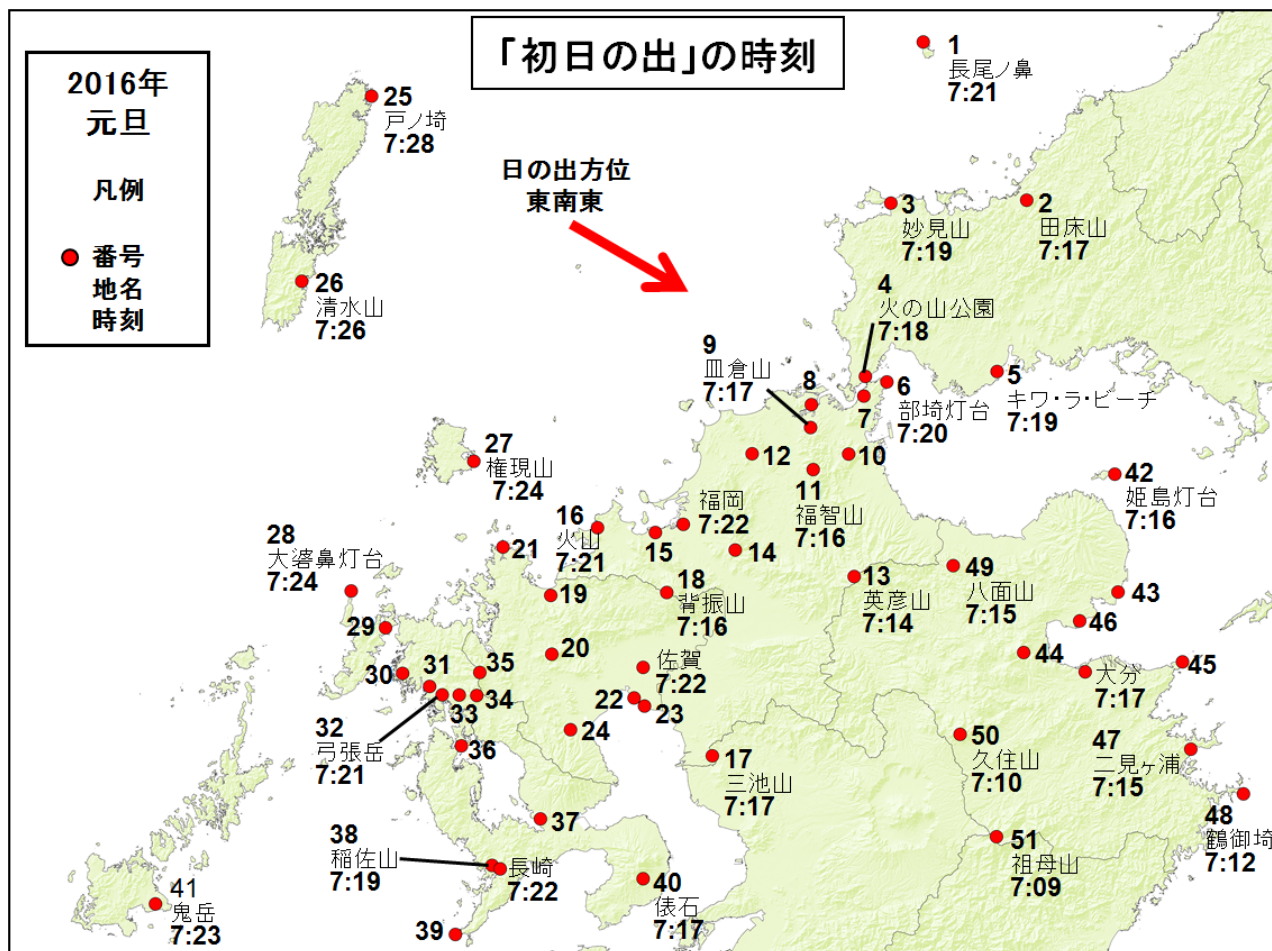 「初日の出」の時刻
2016年
元旦
凡例
番号
地名
時刻
日の出方位
東南東
1
長尾ノ鼻
7:21
25
戸ノ埼
7:28
3
妙見山
7:19
2
田床山
7:17
26
清水山
7:26
4
火の山公園
7:18
9
皿倉山
7:17
8
7
6
部埼灯台
7:20
5
キワ・ラ・ビーチ
7:19
27
権現山
7:24
12
10
11
福智山
7:16
42
姫島灯台
7:16
福岡
7:22
16
火山
7:21
15
14
28
大碆鼻灯台
7:24
21
19
18
背振山
7:16
13
英彦山
7:14
49
八面山
7:15
43
46
29
30
31
35
20
佐賀
7:22
44
大分
7:17
45
32
弓張岳
7:21
33
34
22
23
24
36
17
三池山
7:17
50
久住山
7:10
47
二見ヶ浦
7:15
48
鶴御埼
7:12
37
38
稲佐山
7:19
長崎
7:22
51
祖母山
7:09
40
俵石
7:17
41
鬼岳
7:23
39